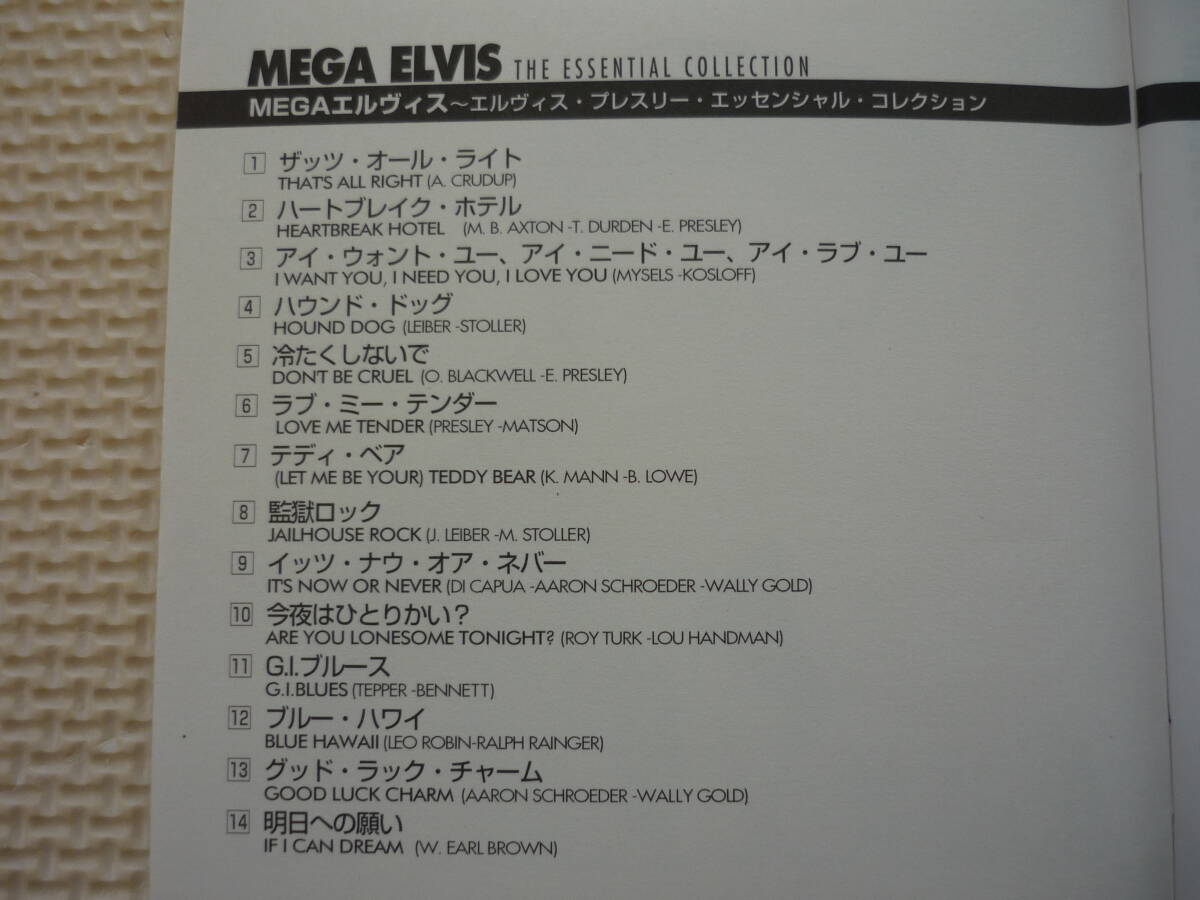 MEGA ELVIS THE ESSENTIAL COLLECTION
MEGAエルヴィス〜エルヴィス・プレスリー・エッセンシャル・コレクション
1 ザッツ・オール・ライト
THAT'S ALL RIGHT (A. CRUDUP)
2 ハートブレイク・ホテル
HEARTBREAK HOTEL (M. B. AXTON -T. DURDEN -E. PRESLEY)
3 アイ・ウォント・ユー、アイ・ニード・ユー、アイ・ラブ・ユー
I WANT YOU, I NEED YOU, I LOVE YOU (MYSELS -KOSLOFF)
4 ハウンド・ドッグ
HOUND DOG (LEIBER -STOLLER)
5 冷たくしないで
DON'T BE CRUEL (O. BLACKWELL -E. PRESLEY)
6 ラブ・ミー・テンダー
LOVE ME TENDER (PRESLEY -MATSON)
7 テディ・ベア
(LET ME BE YOUR) TEDDY BEAR (K. MANN -B. LOWE)
8 監獄ロック
JAILHOUSE ROCK (J. LEIBER -M. STOLLER)
9 イッツ・ナウ・オア・ネバー
IT'S NOW OR NEVER (DI CAPUA -AARON SCHROEDER -WALLY GOLD)
10 今夜はひとりかい？
ARE YOU LONESOME TONIGHT? (ROY TURK -LOU HANDMAN)
11 G.I.ブルース
G.I.BLUES (TEPPER -BENNETT)
12 ブルー・ハワイ
BLUE HAWAII (LEO ROBIN-RALPH RAINGER)
13 グッド・ラック・チャーム
GOOD LUCK CHARM (AARON SCHROEDER -WALLY GOLD)
14 明日への願い
IF I CAN DREAM (W. EARL BROWN)